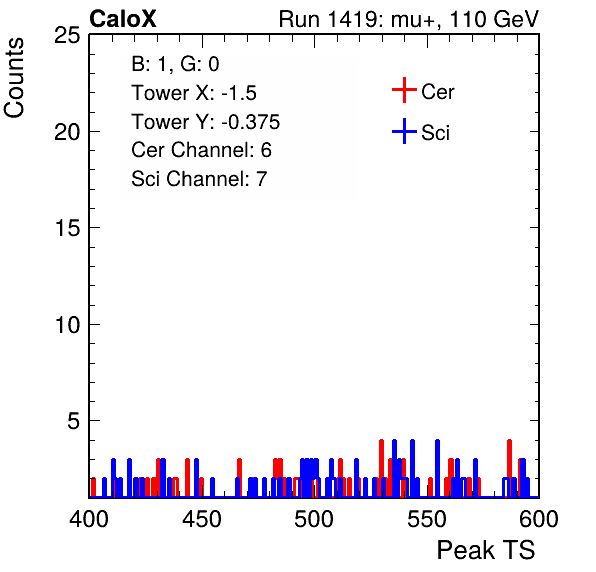 CaloX Run 1419: mu+, 110 GeV
Counts
25
20
15
10
5
B: 1, G: 0
Tower X: -1.5
Tower Y: -0.375
Cer Channel: 6
Sci Channel: 7
Cer
Sci
400 450 500 550 600
Peak TS